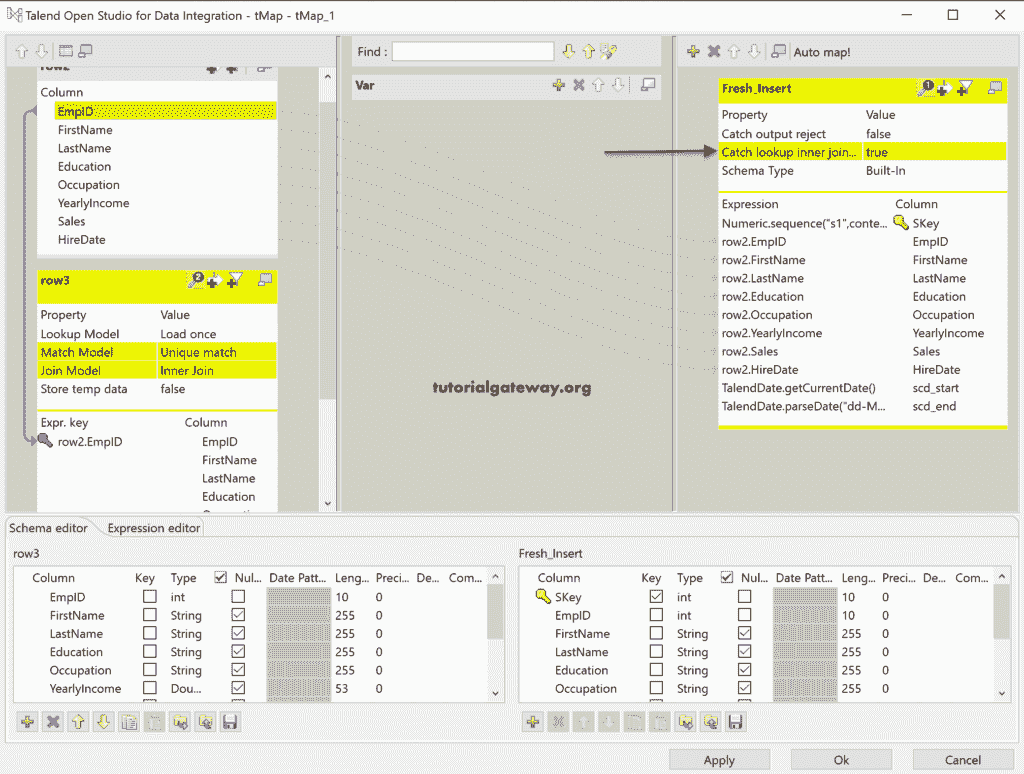 Talend Open Studio for Data Integration - tMap - tMap_1
Find :
Auto map!
row2
Column
EmpID
FirstName
LastName
Education
Occupation
YearlyIncome
Sales
HireDate
row3
Property Value
Lookup Model Load once
Match Model Unique match
Join Model Inner Join
Store temp data false
Expr. key Column
row2.EmpID EmpID
FirstName
LastName
Education
Var
tutorialgateway.org
Fresh_Insert
Property Value
Catch output reject false
Catch lookup inner join... true
Schema Type Built-In
Expression Column
Numeric.sequence("s1",conte... SKey
row2.EmpID EmpID
row2.FirstName FirstName
row2.LastName LastName
row2.Education Education
row2.Occupation Occupation
row2.YearlyIncome YearlyIncome
row2.Sales Sales
row2.HireDate HireDate
TalendDate.getCurrentDate() scd_start
TalendDate.parseDate("dd-M... scd_end
Schema editor Expression editor
row3
Column Key Type Nul... Date Patt... Leng... Preci... De... Com...
EmpID int 10 0
FirstName String 255 0
LastName String 255 0
Education String 255 0
Occupation String 255 0
YearlyIncome Dou... 53 0
Fresh_Insert
Column Key Type Nul... Date Patt... Leng... Preci... De... Com...
SKey int 10 0
EmpID int 10 0
FirstName String 255 0
LastName String 255 0
Education String 255 0
Occupation String 255 0
Apply Ok Cancel